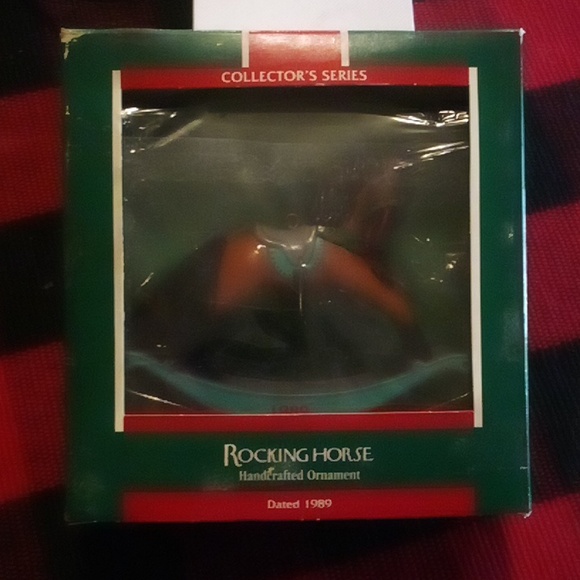 COLLECTOR'S SERIES
ROCKING HORSE
Handcrafted Ornament
Dated 1989